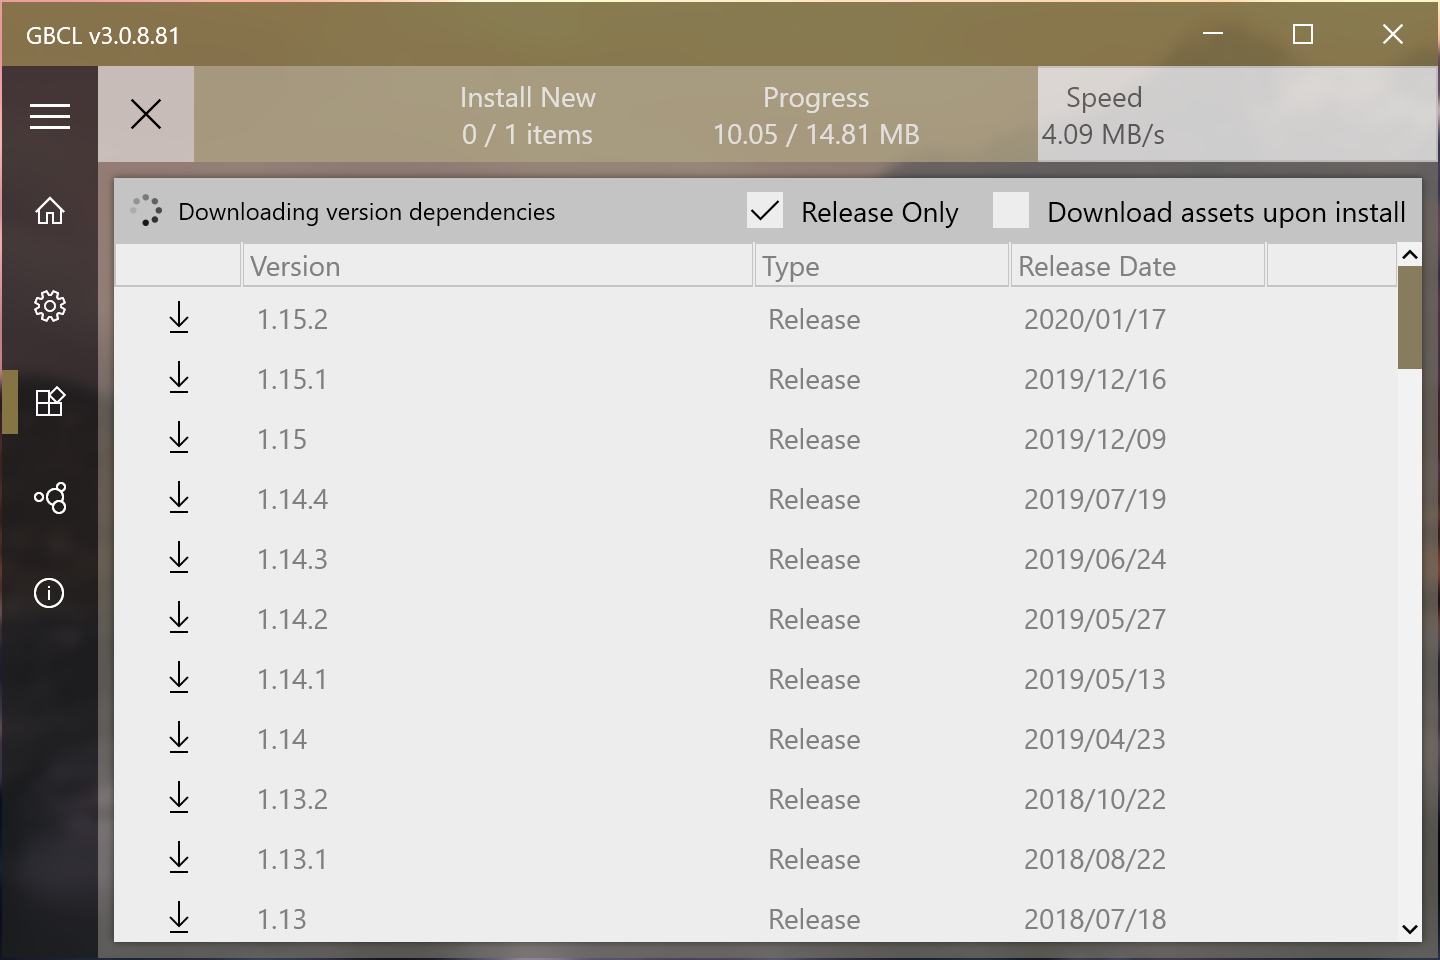 GBCL v3.0.8.81
Install New
0 / 1 items
Progress
10.05 / 14.81 MB
Speed
4.09 MB/s
Downloading version dependencies
Release Only
Download assets upon install
Version Type Release Date
1.15.2 Release 2020/01/17
1.15.1 Release 2019/12/16
1.15 Release 2019/12/09
1.14.4 Release 2019/07/19
1.14.3 Release 2019/06/24
1.14.2 Release 2019/05/27
1.14.1 Release 2019/05/13
1.14 Release 2019/04/23
1.13.2 Release 2018/10/22
1.13.1 Release 2018/08/22
1.13 Release 2018/07/18